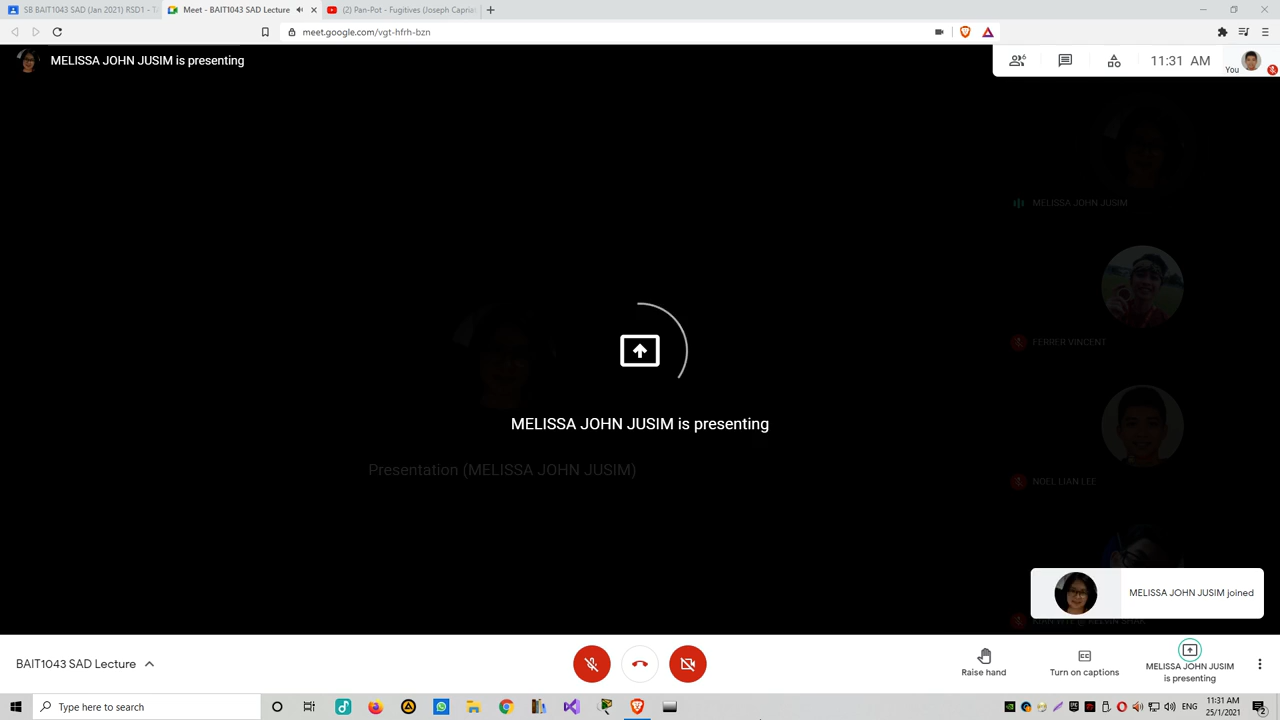 SB BAIT1043 SAD (Jan 2021) RSD1 - T
Meet - BAIT1043 SAD Lecture
(2) Pan-Pot - Fugitives (Joseph Capria
meet.google.com/vgt-hfrh-bzn
MELISSA JOHN JUSIM is presenting
6
11:31 AM
You
MELISSA JOHN JUSIM
FERRER VINCENT
MELISSA JOHN JUSIM is presenting
Presentation (MELISSA JOHN JUSIM)
NOEL LIAN LEE
MELISSA JOHN JUSIM joined
BAIT1043 SAD Lecture
Raise hand
CC
Turn on captions
MELISSA JOHN JUSIM
is presenting
Type here to search
ENG
11:31 AM
25/1/2021
2